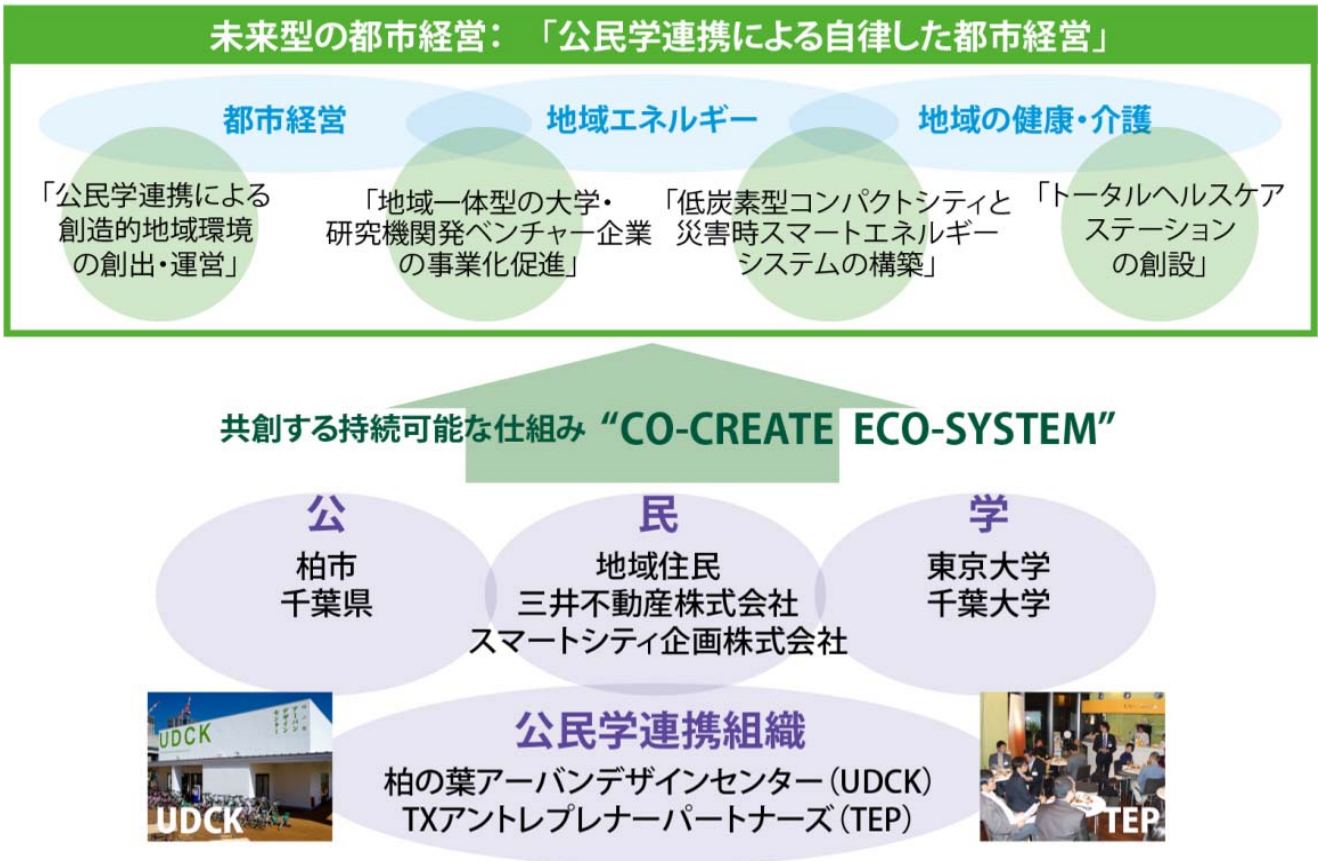 未来型の都市経営: 「公民学連携による自律した都市経営」
都市経営
地域エネルギー
地域の健康・介護
「公民学連携による
創造的地域環境
の創出・運営」
「地域一体型の大学・
研究機関発ベンチャー企業
の事業化促進」
「低炭素型コンパクトシティと
災害時スマートエネルギー
システムの構築」
「トータルヘルスケア
ステーション
の創設」
共創する持続可能な仕組み “CO-CREATE ECO-SYSTEM”
公
柏市
千葉県
民
地域住民
三井不動産株式会社
スマートシティ企画株式会社
学
東京大学
千葉大学
公民学連携組織
柏の葉アーバンデザインセンター(UDCK)
TXアントレプレナーパートナーズ(TEP)
UDCK
UDCK
TEP